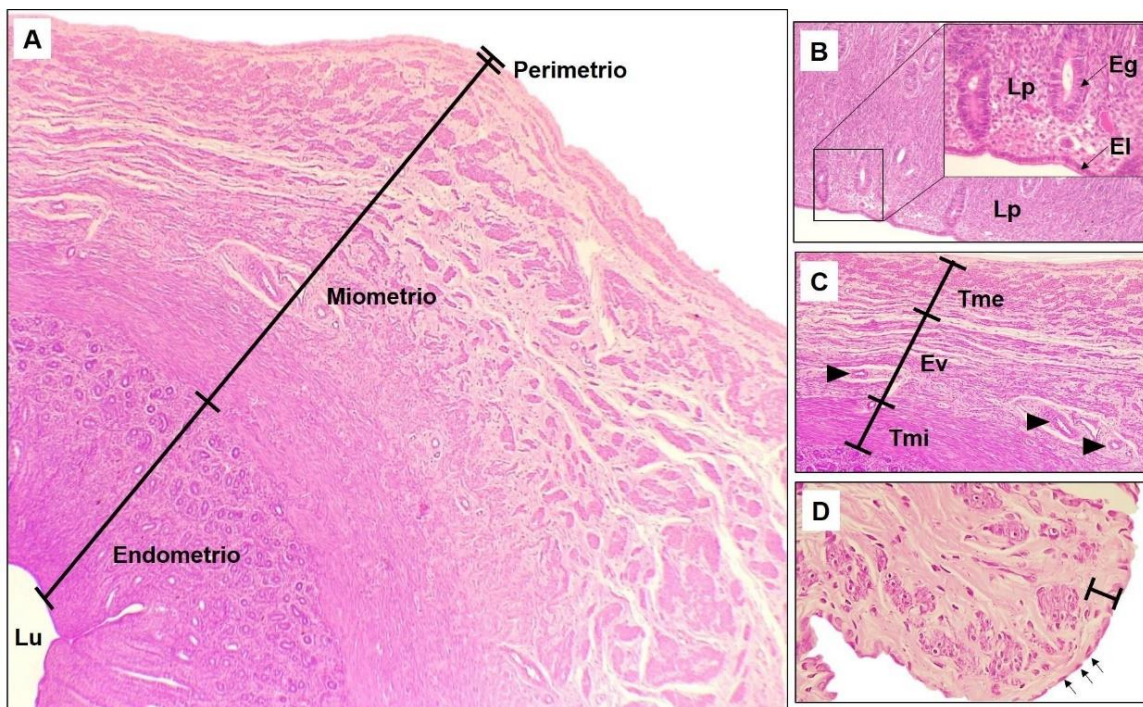 A
Perimetrio
Miometrio
Endometrio
Lu
B
Lp
Eg
El
Lp
C
Tme
Ev
Tmi
D